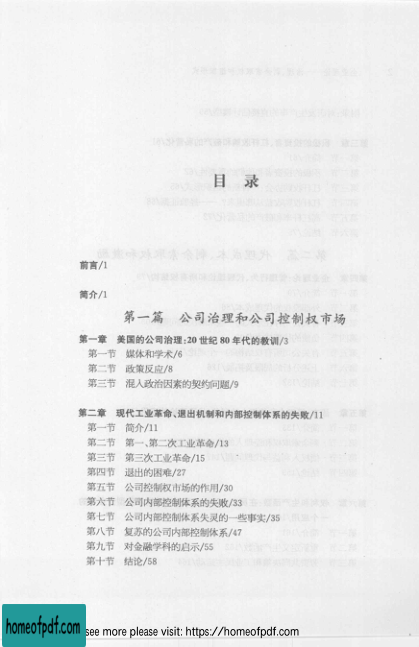 目 录
前言/1
简介/1
第一篇 公司治理和公司控制权市场
第一章 美国的公司治理:20世纪80年代的教训/3
第一节 媒体和学术/6
第二节 政策反应/8
第三节 混入政治因素的契约问题/9
第二章 现代工业革命、退出机制和内部控制体系的失败/11
第一节 简介/11
第二节 第一、第二次工业革命/13
第三节 第三次工业革命/15
第四节 退出的困难/27
第五节 公司控制权市场的作用/30
第六节 公司内部控制体系的失败/33
第七节 公司内部控制体系失灵的一些事实/35
第八节 复苏的公司内部控制体系/47
第九节 对金融学科的启示/55
第十节 结论/58
homeofpdf.com
see more please visit: https://homeofpdf.com